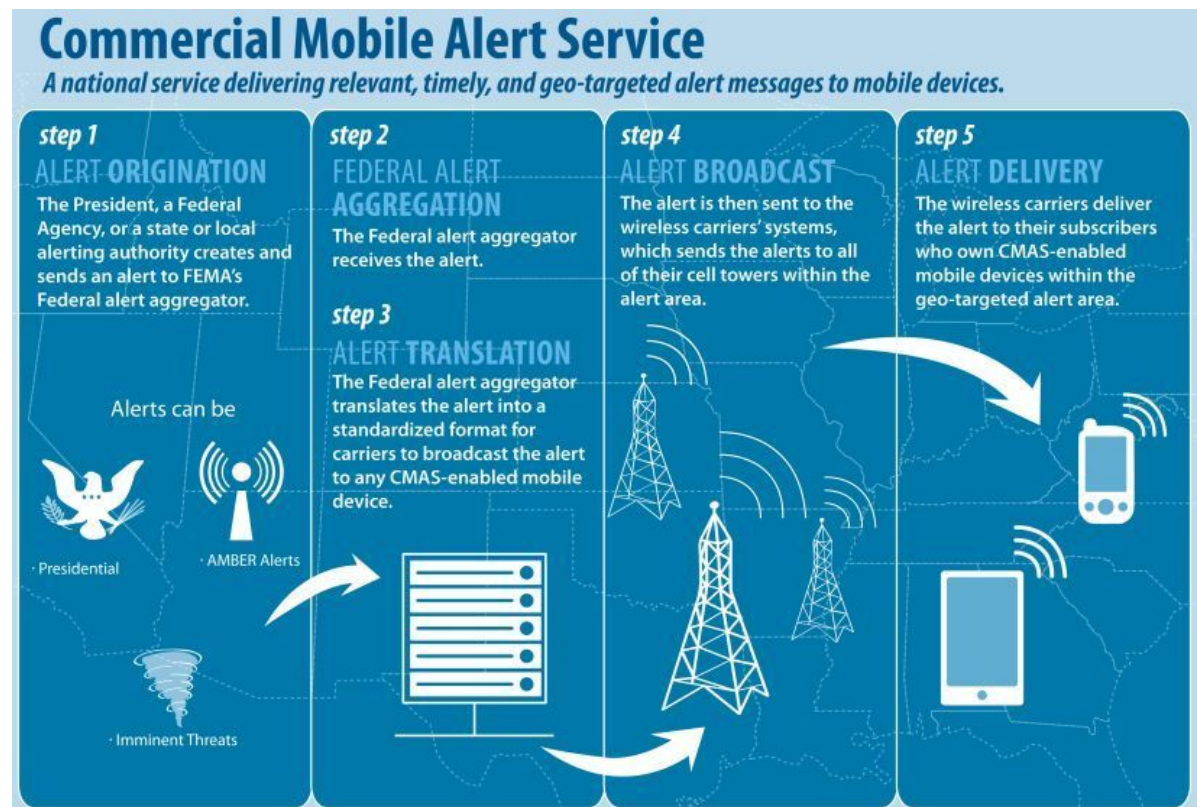 Commercial Mobile Alert Service
A national service delivering relevant, timely, and geo-targeted alert messages to mobile devices.
step 1
ALERT ORIGINATION
The President, a Federal
Agency, or a state or local
alerting authority creates and
sends an alert to FEMA's
Federal alert aggregator.
Alerts can be
· Presidential
· AMBER Alerts
· Imminent Threats
step 2
FEDERAL ALERT
AGGREGATION
The Federal alert aggregator
receives the alert.
step 3
ALERT TRANSLATION
The Federal alert aggregator
translates the alert into a
standardized format for
carriers to broadcast the alert
to any CMAS-enabled mobile
device.
step 4
ALERT BROADCAST
The alert is then sent to the
wireless carriers' systems,
which sends the alerts to all
of their cell towers within the
alert area.
step 5
ALERT DELIVERY
The wireless carriers deliver
the alert to their subscribers
who own CMAS-enabled
mobile devices within the
geo-targeted alert area.